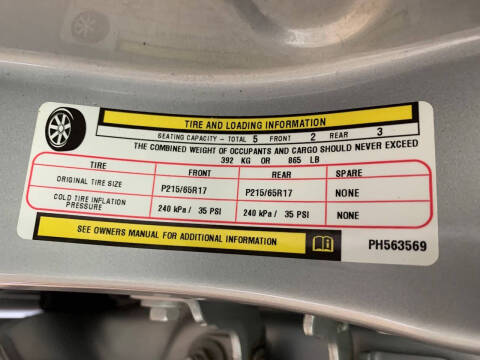 TIRE AND LOADING INFORMATION
SEATING CAPACITY - TOTAL 5 FRONT 2 REAR 3
THE COMBINED WEIGHT OF OCCUPANTS AND CARGO SHOULD NEVER EXCEED
392 KG OR 865 LB
TIRE FRONT REAR SPARE
ORIGINAL TIRE SIZE P215/65R17 P215/65R17 NONE
COLD TIRE INFLATION
PRESSURE 240 kPa / 35 PSI 240 kPa / 35 PSI NONE
SEE OWNERS MANUAL FOR ADDITIONAL INFORMATION
PH563569